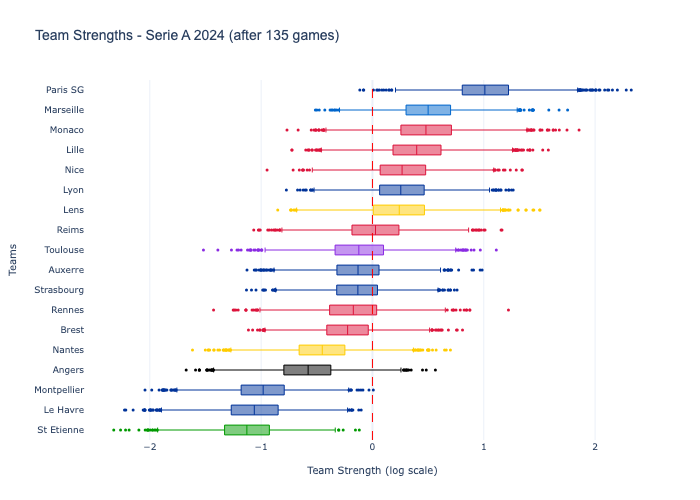 Team Strengths - Serie A 2024 (after 135 games)
Paris SG
Marseille
Monaco
Lille
Nice
Lyon
Lens
Reims
Toulouse
Auxerre
Strasbourg
Rennes
Brest
Nantes
Angers
Montpellier
Le Havre
St Etienne
Teams
−2 −1 0 1 2
Team Strength (log scale)